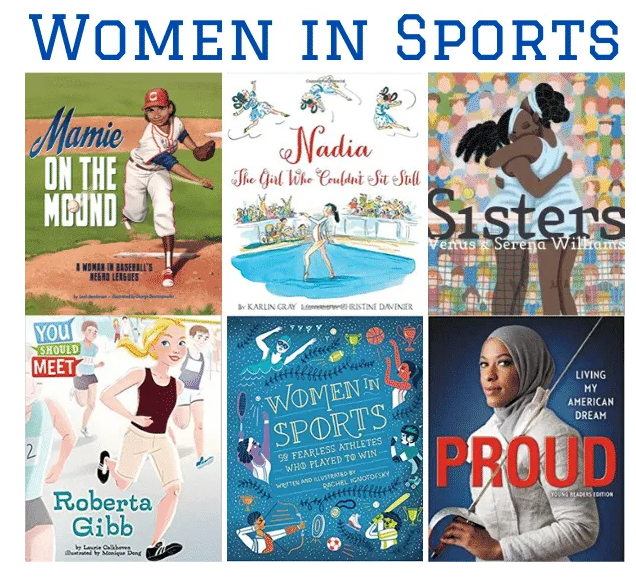 WOMEN IN SPORTS
Mamie
ON THE
MOUND
A WOMAN IN BASEBALL'S
NEGRO LEAGUES
Nadia
The Girl Who Couldn't Sit Still
BY KARLIN GRAY ILLUSTRATED BY CHRISTINE DAVENIER
Sisters
Venus & Serena Williams
YOU
SHOULD
MEET
2
Roberta
Gibb
by Laurie Calkhoven
illustrated by Monique Dong
WOMEN IN
SPORTS
50 FEARLESS ATHLETES
WHO PLAYED TO WIN
WRITTEN AND ILLUSTRATED BY
RACHEL IGNOTOFSKY
LIVING
MY
AMERICAN
DREAM
PROUD
YOUNG READERS EDITION